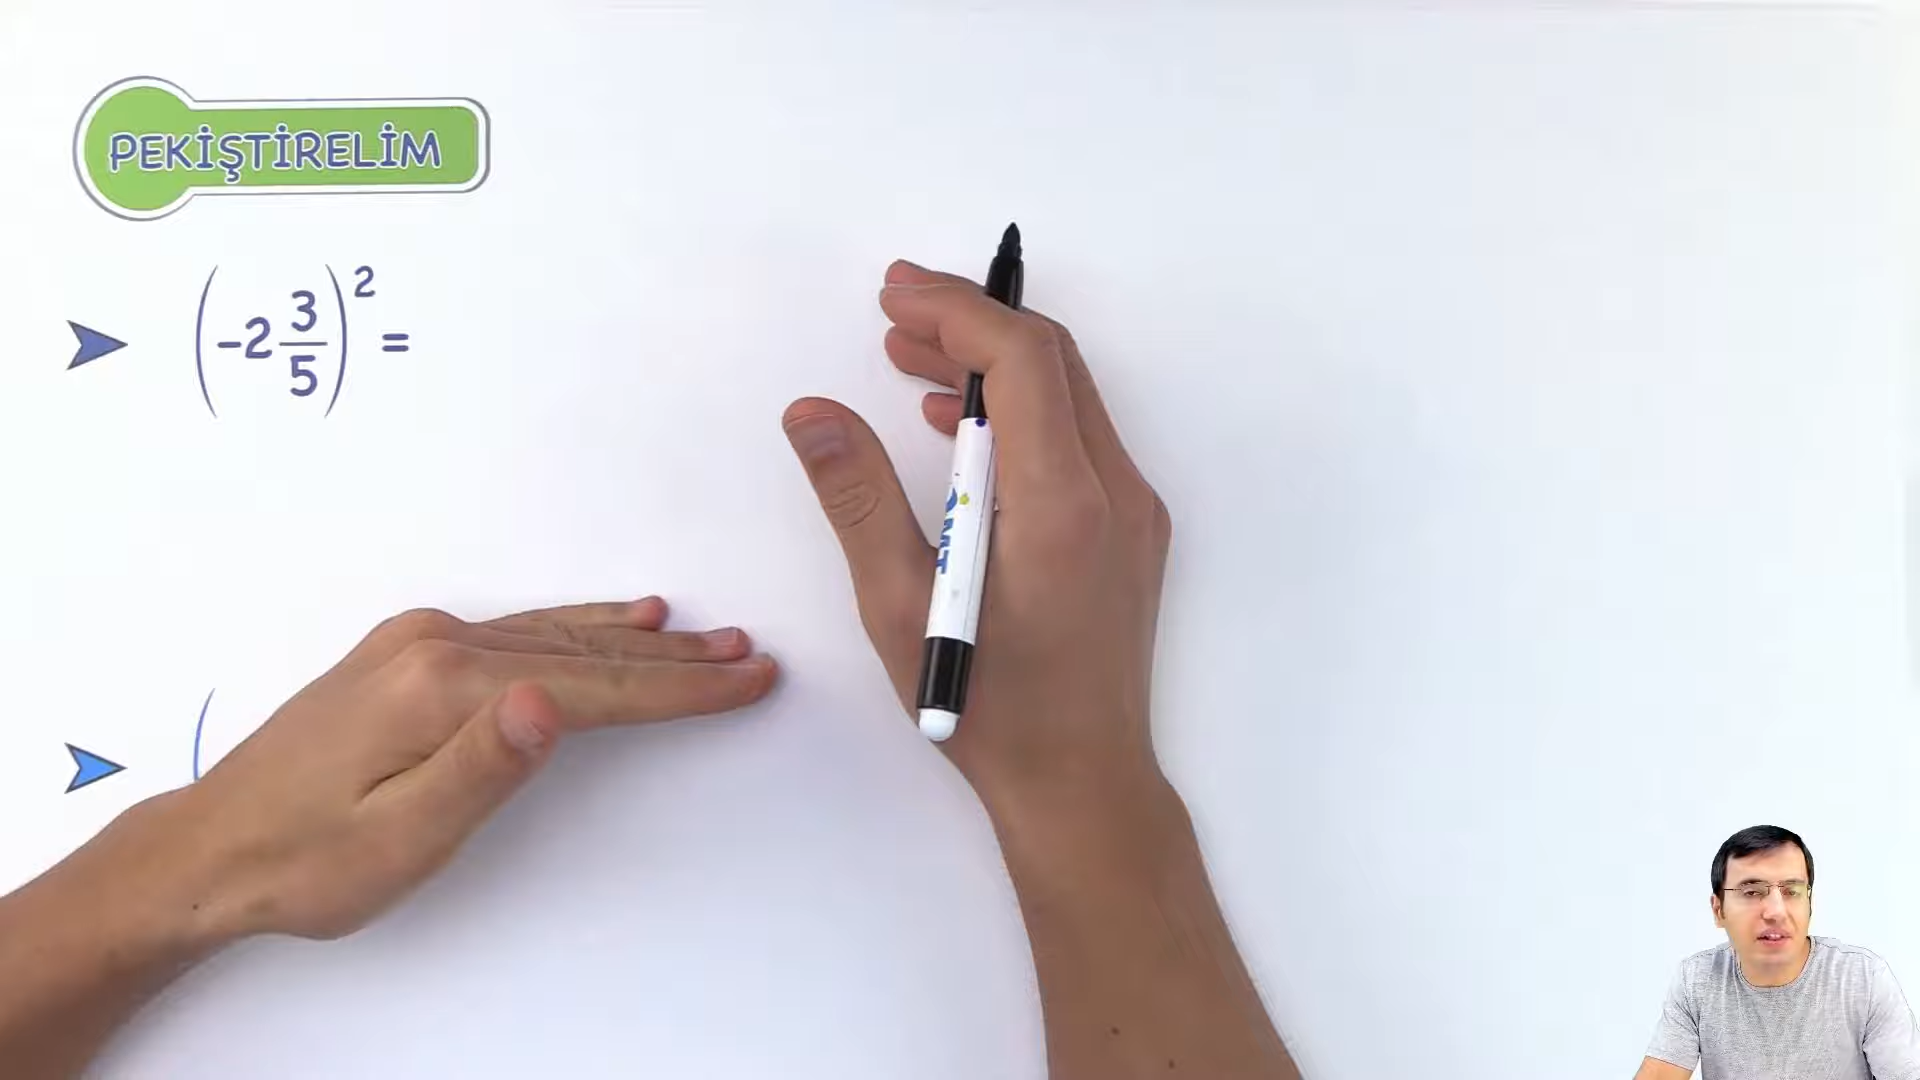 PEKİŞTİRELİM
(-2 3/5)² =
(